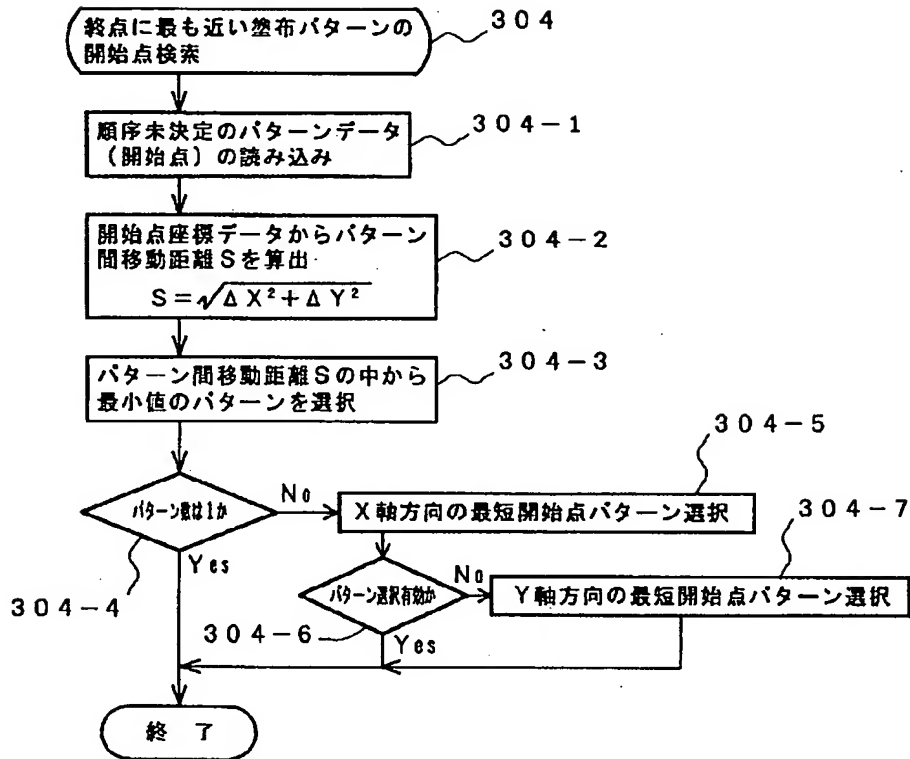 終点に最も近い塗布パターンの
開始点検索
304
順序未決定のパターンデータ
(開始点)の読み込み
304-1
開始点座標データからパターン
間移動距離Sを算出
S=√ΔX²+ΔY²
304-2
パターン間移動距離Sの中から
最小値のパターンを選択
304-3
パターン数は1か
No
Yes
304-4
X軸方向の最短開始点パターン選択
304-5
パターン選択有効か
No
Yes
304-6
Y軸方向の最短開始点パターン選択
304-7
終 了